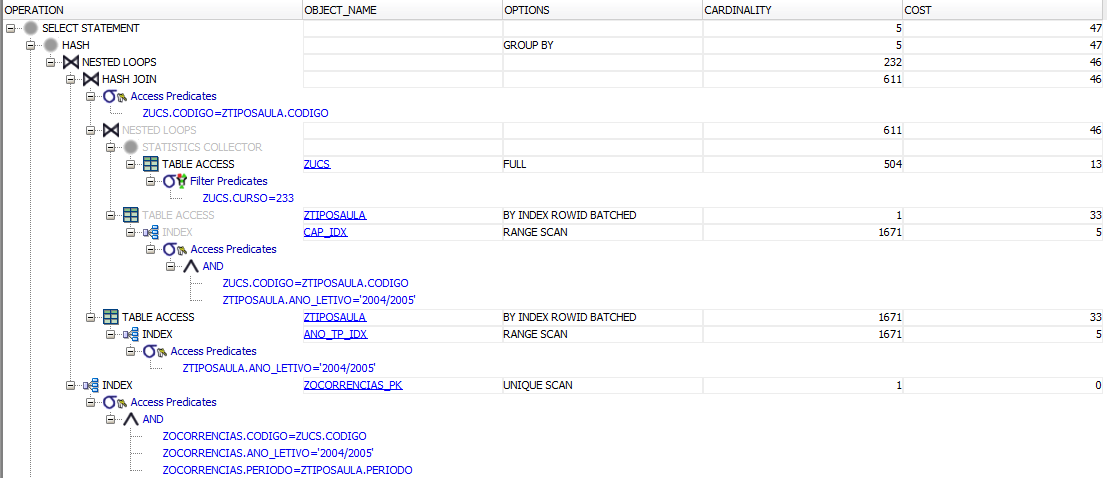 OPERATION OBJECT_NAME OPTIONS CARDINALITY COST
SELECT STATEMENT 5 47
HASH GROUP BY 5 47
NESTED LOOPS 232 46
HASH JOIN 611 46
Access Predicates
ZUCS.CODIGO=ZTIPOSAULA.CODIGO
NESTED LOOPS 611 46
STATISTICS COLLECTOR
TABLE ACCESS ZUCS FULL 504 13
Filter Predicates
ZUCS.CURSO=233
TABLE ACCESS ZTIPOSAULA BY INDEX ROWID BATCHED 1 33
INDEX CAP_IDX RANGE SCAN 1671 5
Access Predicates
AND
ZUCS.CODIGO=ZTIPOSAULA.CODIGO
ZTIPOSAULA.ANO_LETIVO='2004/2005'
TABLE ACCESS ZTIPOSAULA BY INDEX ROWID BATCHED 1671 33
INDEX ANO_TP_IDX RANGE SCAN 1671 5
Access Predicates
ZTIPOSAULA.ANO_LETIVO='2004/2005'
INDEX ZOCORRENCIAS_PK UNIQUE SCAN 1 0
Access Predicates
AND
ZOCORRENCIAS.CODIGO=ZUCS.CODIGO
ZOCORRENCIAS.ANO_LETIVO='2004/2005'
ZOCORRENCIAS.PERIODO=ZTIPOSAULA.PERIODO